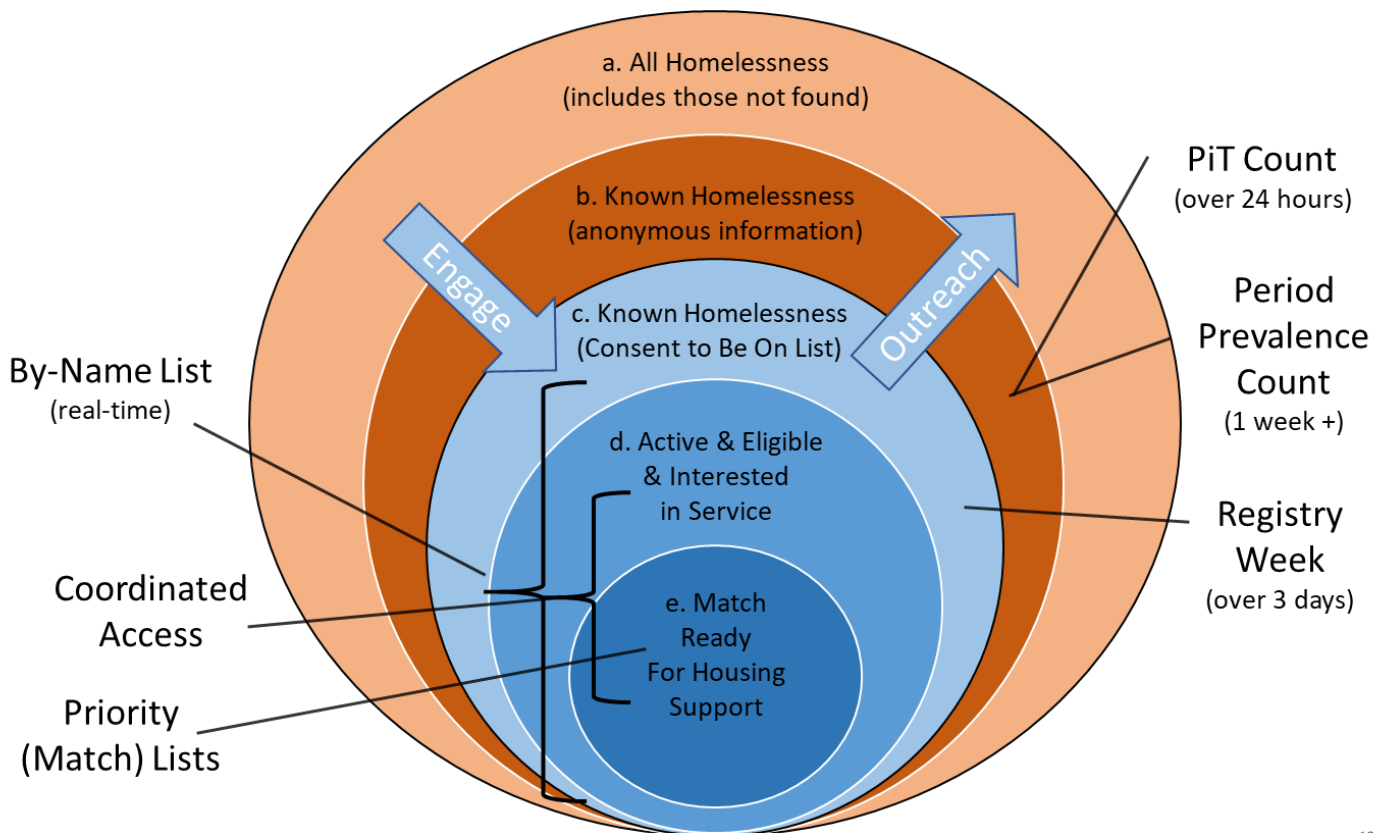 a. All Homelessness
(includes those not found)
b. Known Homelessness
(anonymous information)
c. Known Homelessness
(Consent to Be On List)
d. Active & Eligible
& Interested
in Service
e. Match
Ready
For Housing
Support
Engage
Outreach
By-Name List
(real-time)
Coordinated
Access
Priority
(Match) Lists
PiT Count
(over 24 hours)
Period
Prevalence
Count
(1 week +)
Registry
Week
(over 3 days)